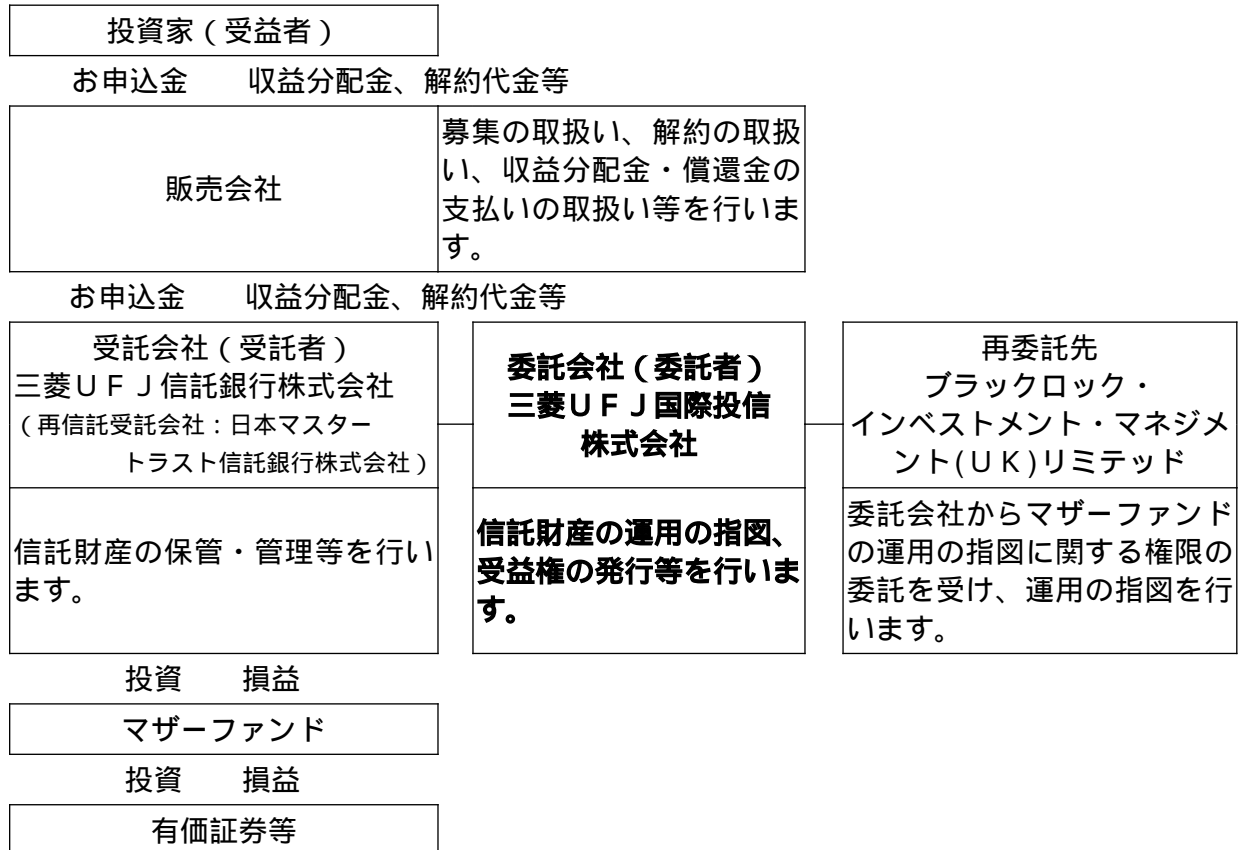 投資家（受益者）
お申込金　収益分配金、解約代金等
販売会社
募集の取扱い、解約の取扱
い、収益分配金・償還金の
支払いの取扱い等を行いま
す。
お申込金　収益分配金、解約代金等
受託会社（受託者）
三菱ＵＦＪ信託銀行株式会社
（再信託受託会社：日本マスター
トラスト信託銀行株式会社）
委託会社（委託者）
三菱ＵＦＪ国際投信
株式会社
再委託先
ブラックロック・
インベストメント・マネジメ
ント(ＵＫ)リミテッド
信託財産の保管・管理等を行い
ます。
信託財産の運用の指図、
受益権の発行等を行いま
す。
委託会社からマザーファンド
の運用の指図に関する権限の
委託を受け、運用の指図を行
います。
投資　損益
マザーファンド
投資　損益
有価証券等